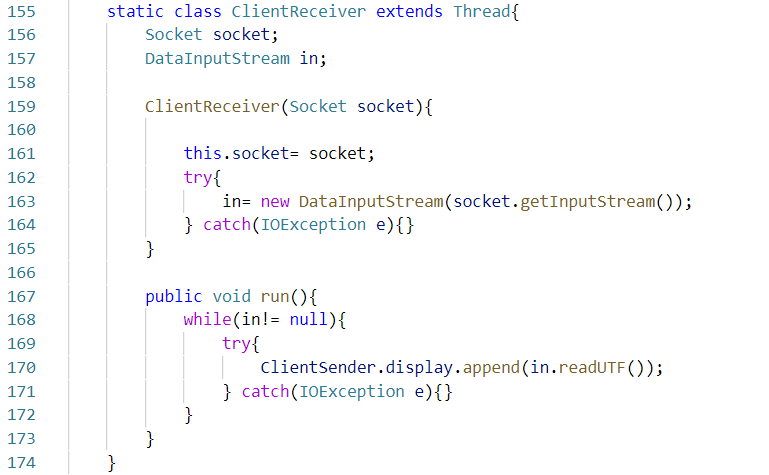 155 static class ClientReceiver extends Thread{
156 Socket socket;
157 DataInputStream in;
158
159 ClientReceiver(Socket socket){
160
161 this.socket= socket;
162 try{
163 in= new DataInputStream(socket.getInputStream());
164 } catch(IOException e){}
165 }
166
167 public void run(){
168 while(in!= null){
169 try{
170 ClientSender.display.append(in.readUTF());
171 } catch(IOException e){}
172 }
173 }
174 }